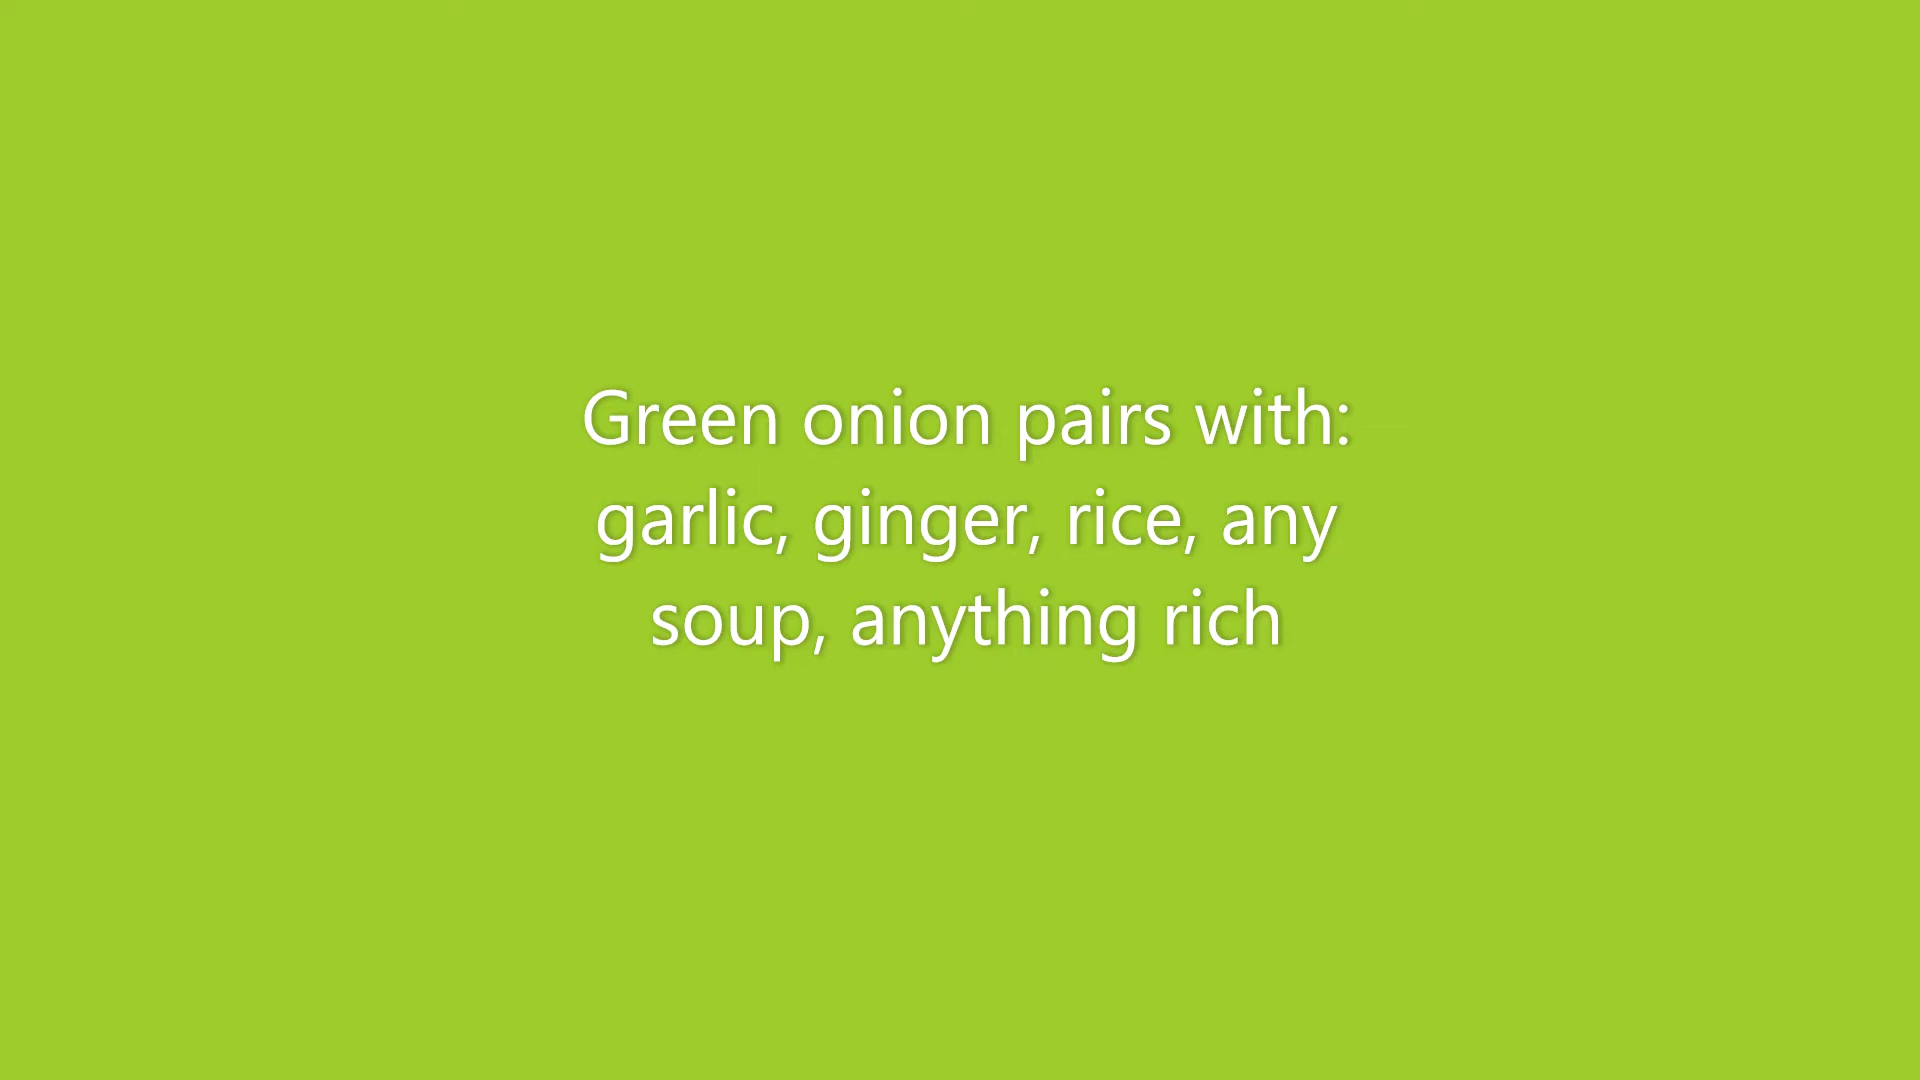 Green onion pairs with:
garlic, ginger, rice, any
soup, anything rich